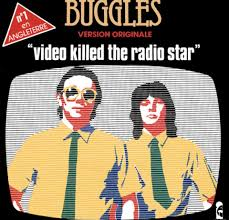 BUGGLES
n°1
en
ANGLETERRE
VERSION ORIGINALE
“video killed the radio star”